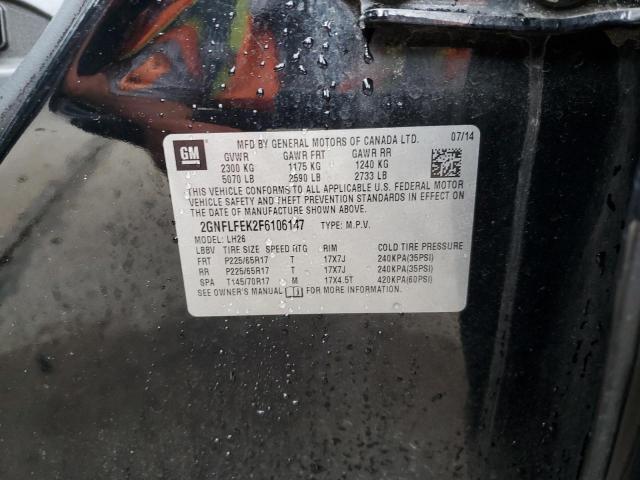 GM
MFD BY GENERAL MOTORS OF CANADA LTD. 07/14
GVWR GAWR FRT GAWR RR
2300 KG 1175 KG 1240 KG
5070 LB 2590 LB 2733 LB
THIS VEHICLE CONFORMS TO ALL APPLICABLE U.S. FEDERAL MOTOR
VEHICLE SAFETY AND THEFT PREVENTION STANDARDS IN EFFECT ON
THE DATE OF MANUFACTURE SHOWN ABOVE.
2GNFLFEK2F6106147 TYPE: M.P.V.
MODEL: LH26
LBBV TIRE SIZE SPEED RTG RIM COLD TIRE PRESSURE
FRT P225/65R17 T 17X7J 240KPA(35PSI)
RR P225/65R17 T 17X7J 240KPA(35PSI)
SPA T145/70R17 M 17X4.5T 420KPA(60PSI)
SEE OWNER'S MANUAL FOR MORE INFORMATION.